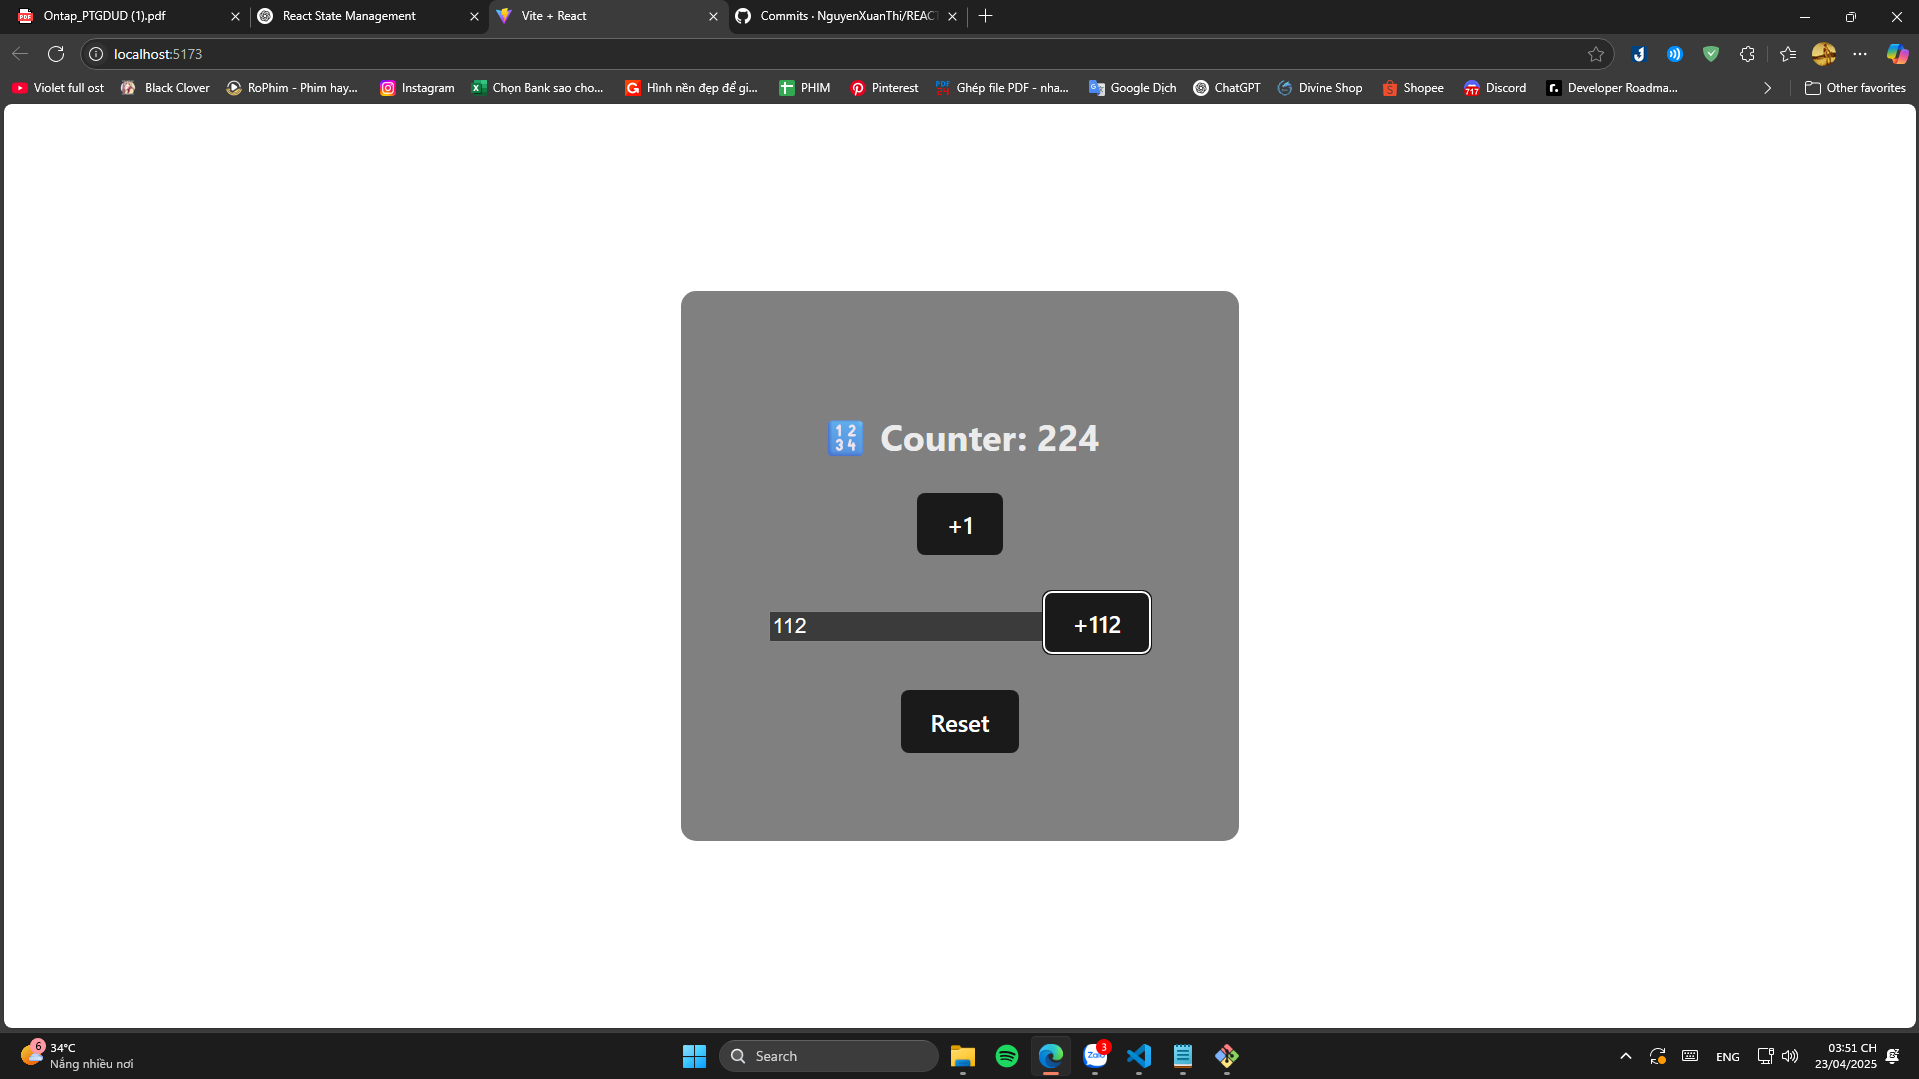 Ontap_PTGDUD (1).pdf
React State Management
Vite + React
Commits · NguyenXuanThi/REACT
localhost:5173
Violet full ost
Black Clover
RoPhim - Phim hay...
Instagram
Chọn Bank sao cho...
Hình nền đẹp để gi...
PHIM
Pinterest
Ghép file PDF - nha...
Google Dịch
ChatGPT
Divine Shop
Shopee
Discord
Developer Roadma...
Other favorites
Counter: 224
+1
112
+112
Reset
6
34°C
Nắng nhiều nơi
Search
Zalo
3
ENG
03:51 CH
23/04/2025